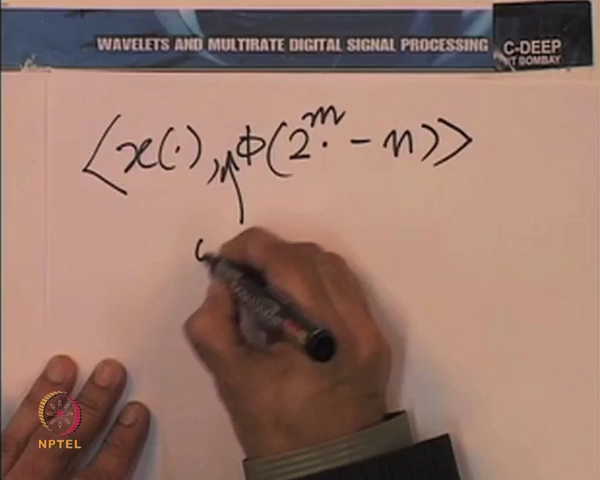 WAVELETS AND MULTIRATE DIGITAL SIGNAL PROCESSING
C-DEEP
IIT BOMBAY
⟨x(·), φ(2^m · − n)⟩
NPTEL